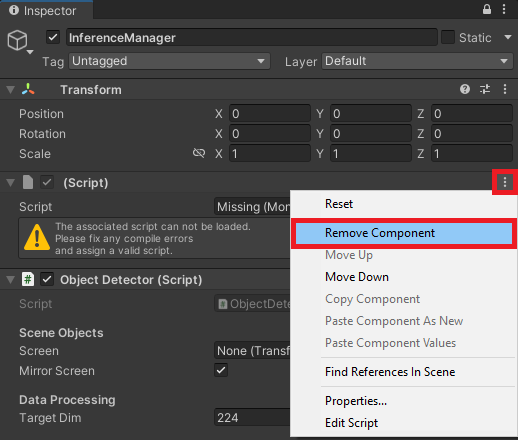 Inspector
InferenceManager
Static
Tag Untagged Layer Default
Transform
Position X 0 Y 0 Z 0
Rotation X 0 Y 0 Z 0
Scale X 1 Y 1 Z 1
(Script)
Script Missing (Mon
The associated script can not be loaded.
Please fix any compile errors
and assign a valid script.
Object Detector (Script)
Script ObjectDete
Scene Objects
Screen None (Transf
Mirror Screen
Data Processing
Target Dim 224
Reset
Remove Component
Move Up
Move Down
Copy Component
Paste Component As New
Paste Component Values
Find References In Scene
Properties...
Edit Script